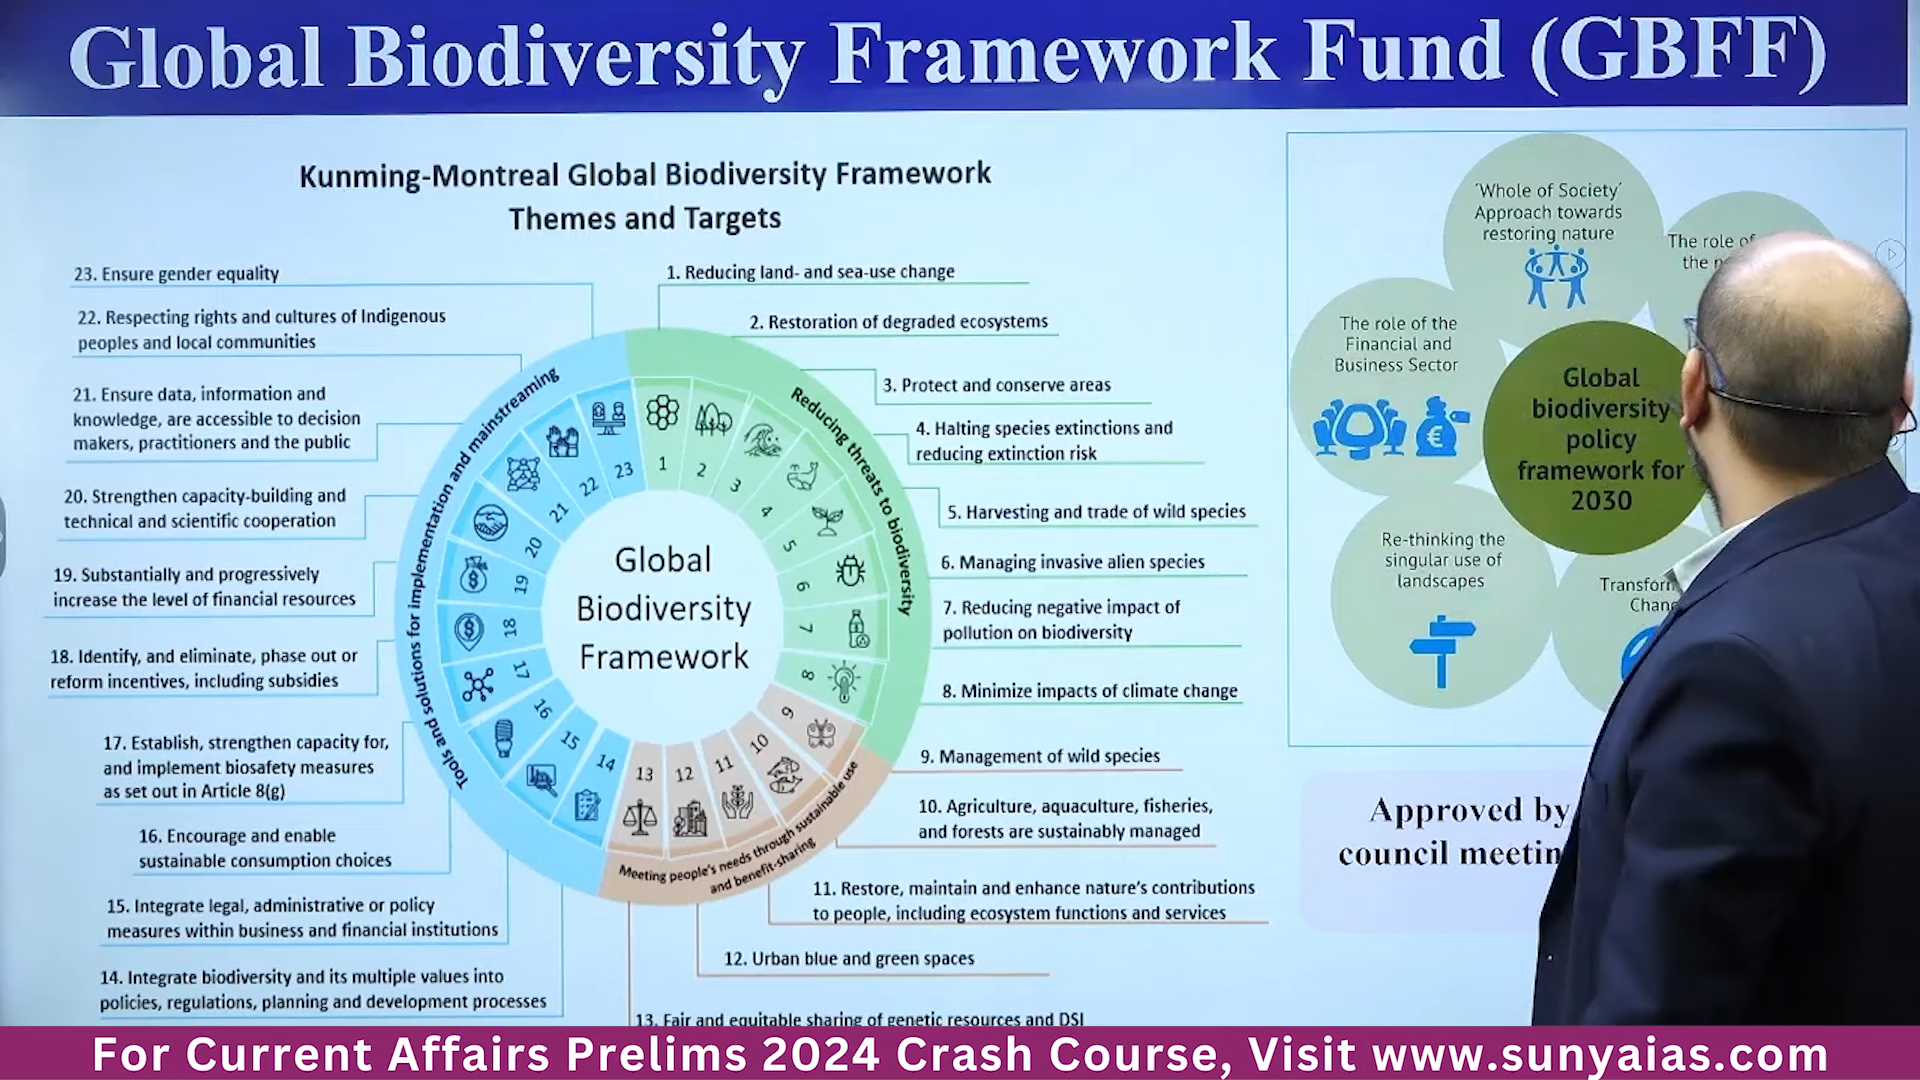 Global Biodiversity Framework Fund (GBFF)
Kunming-Montreal Global Biodiversity Framework
Themes and Targets
23. Ensure gender equality
22. Respecting rights and cultures of Indigenous
peoples and local communities
21. Ensure data, information and
knowledge, are accessible to decision
makers, practitioners and the public
20. Strengthen capacity-building and
technical and scientific cooperation
19. Substantially and progressively
increase the level of financial resources
18. Identify, and eliminate, phase out or
reform incentives, including subsidies
17. Establish, strengthen capacity for,
and implement biosafety measures
as set out in Article 8(g)
16. Encourage and enable
sustainable consumption choices
15. Integrate legal, administrative or policy
measures within business and financial institutions
14. Integrate biodiversity and its multiple values into
policies, regulations, planning and development processes
1. Reducing land- and sea-use change
2. Restoration of degraded ecosystems
3. Protect and conserve areas
4. Halting species extinctions and
reducing extinction risk
5. Harvesting and trade of wild species
6. Managing invasive alien species
7. Reducing negative impact of
pollution on biodiversity
8. Minimize impacts of climate change
9. Management of wild species
10. Agriculture, aquaculture, fisheries,
and forests are sustainably managed
11. Restore, maintain and enhance nature's contributions
to people, including ecosystem functions and services
12. Urban blue and green spaces
13. Fair and equitable sharing of genetic resources and DSI
Tools and solutions for implementation and mainstreaming
Reducing threats to biodiversity
Meeting people's needs through sustainable use
and benefit-sharing
1
2
3
4
5
6
7
8
9
10
11
12
13
14
15
16
17
18
19
20
21
22
23
Global
Biodiversity
Framework
'Whole of Society'
Approach towards
restoring nature
The role of
the
The role of the
Financial and
Business Sector
Global
biodiversity
policy
framework for
2030
Re-thinking the
singular use of
landscapes
Approved by
council
For Current Affairs Prelims 2024 Crash Course, Visit www.sunyaias.com